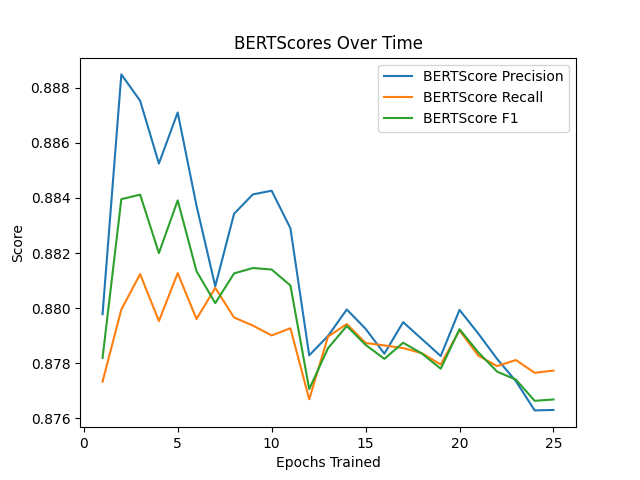 BERTScores Over Time
BERTScore Precision
BERTScore Recall
BERTScore F1
Score
0.888
0.886
0.884
0.882
0.880
0.878
0.876
0 5 10 15 20 25
Epochs Trained